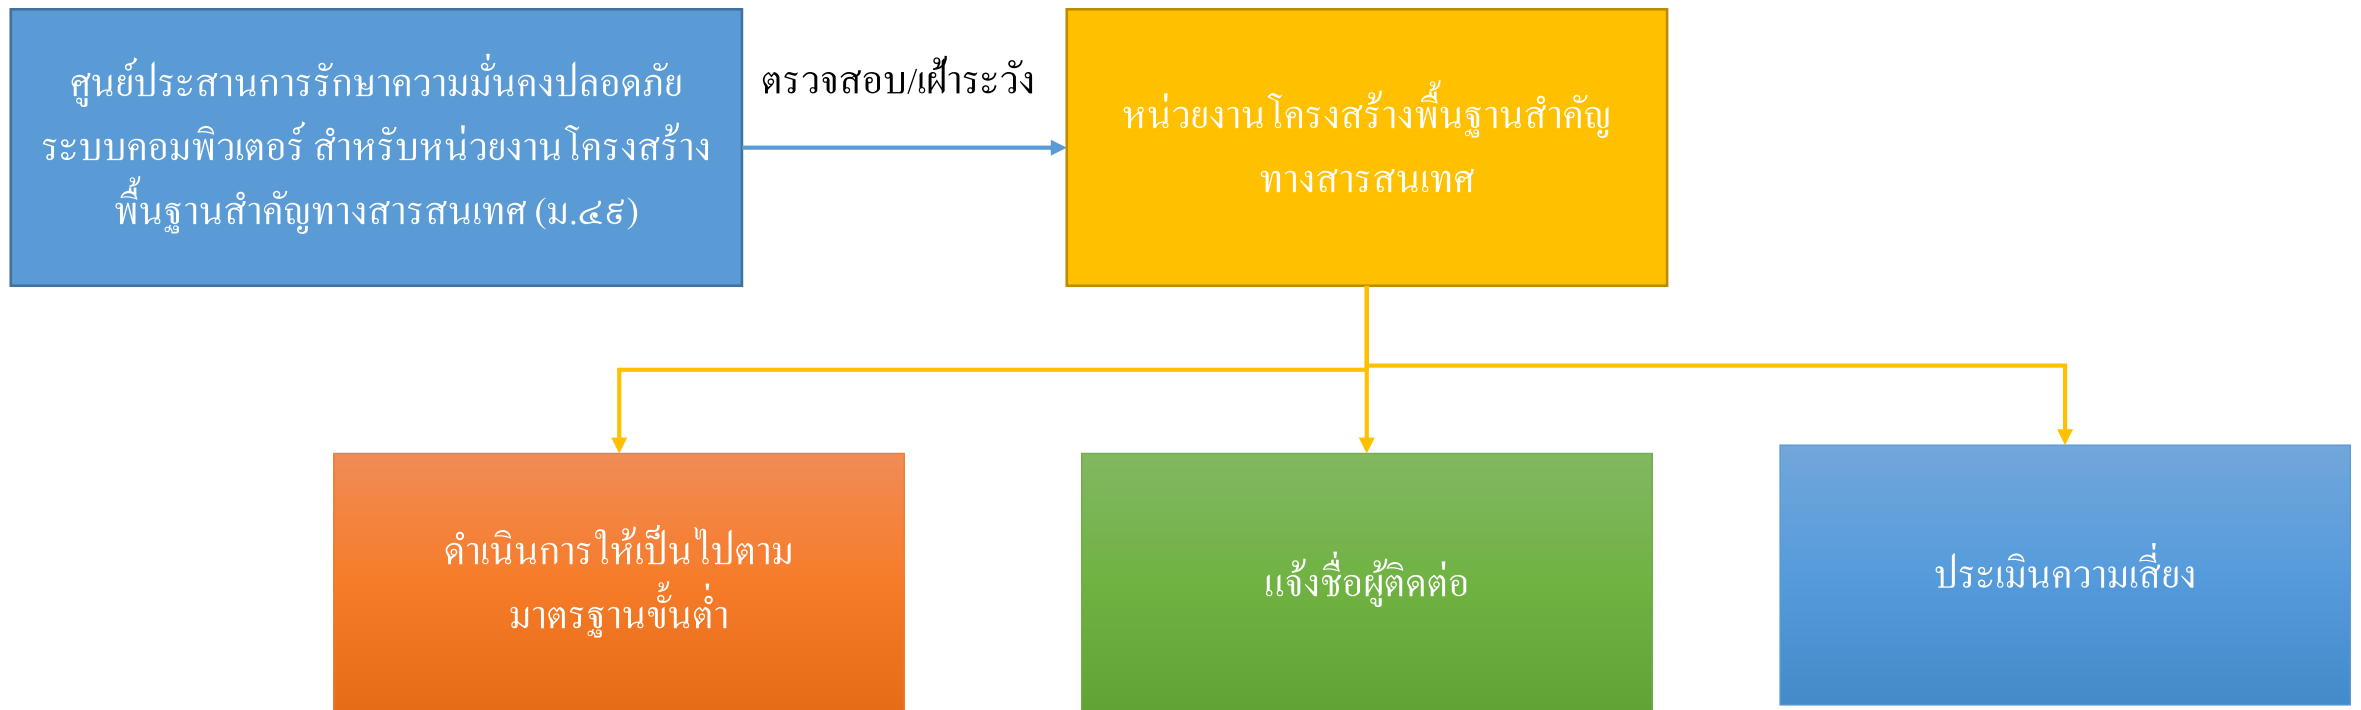 ศูนย์ประสานการรักษาความมั่นคงปลอดภัย
ระบบคอมพิวเตอร์ สำหรับหน่วยงานโครงสร้าง
พื้นฐานสำคัญทางสารสนเทศ (ม.๔๙)
ตรวจสอบ/เฝ้าระวัง
หน่วยงานโครงสร้างพื้นฐานสำคัญ
ทางสารสนเทศ
ดำเนินการให้เป็นไปตาม
มาตรฐานขั้นต่ำ
แจ้งชื่อผู้ติดต่อ
ประเมินความเสี่ยง